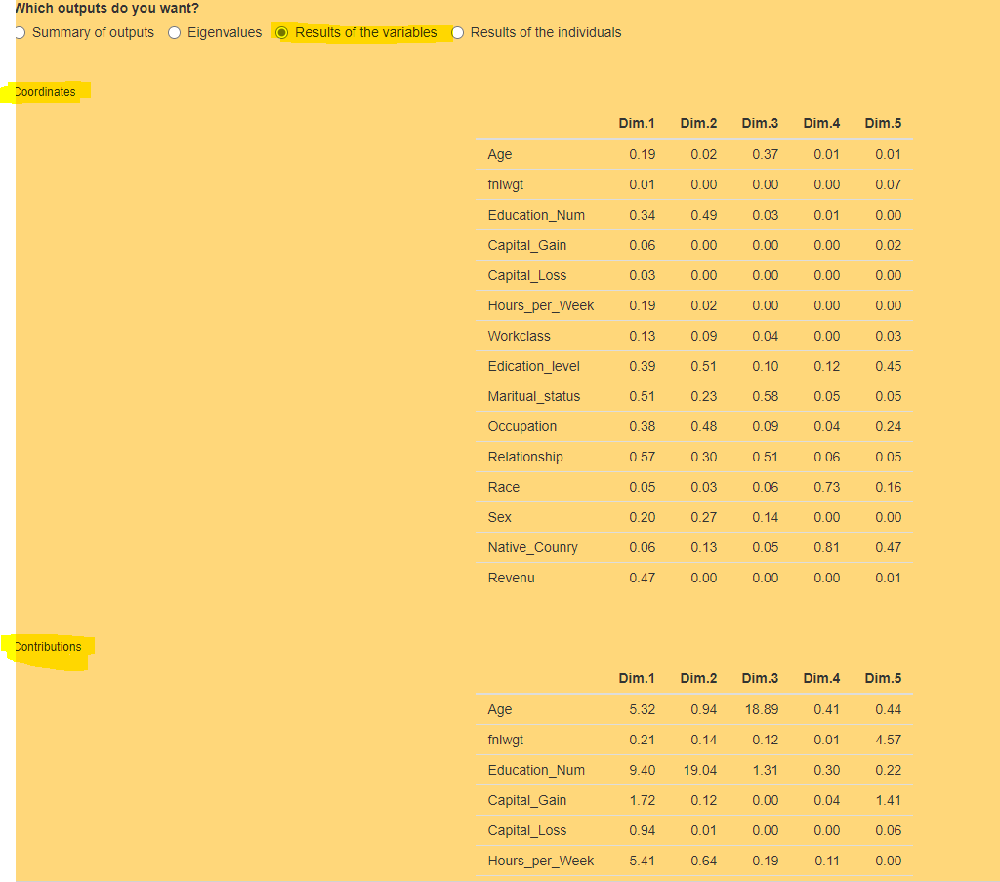 Which outputs do you want?
Summary of outputs Eigenvalues Results of the variables Results of the individuals
Coordinates
Dim.1 Dim.2 Dim.3 Dim.4 Dim.5
Age 0.19 0.02 0.37 0.01 0.01
fnlwgt 0.01 0.00 0.00 0.00 0.07
Education_Num 0.34 0.49 0.03 0.01 0.00
Capital_Gain 0.06 0.00 0.00 0.00 0.02
Capital_Loss 0.03 0.00 0.00 0.00 0.00
Hours_per_Week 0.19 0.02 0.00 0.00 0.00
Workclass 0.13 0.09 0.04 0.00 0.03
Edication_level 0.39 0.51 0.10 0.12 0.45
Maritual_status 0.51 0.23 0.58 0.05 0.05
Occupation 0.38 0.48 0.09 0.04 0.24
Relationship 0.57 0.30 0.51 0.06 0.05
Race 0.05 0.03 0.06 0.73 0.16
Sex 0.20 0.27 0.14 0.00 0.00
Native_Counry 0.06 0.13 0.05 0.81 0.47
Revenu 0.47 0.00 0.00 0.00 0.01
Contributions
Dim.1 Dim.2 Dim.3 Dim.4 Dim.5
Age 5.32 0.94 18.89 0.41 0.44
fnlwgt 0.21 0.14 0.12 0.01 4.57
Education_Num 9.40 19.04 1.31 0.30 0.22
Capital_Gain 1.72 0.12 0.00 0.04 1.41
Capital_Loss 0.94 0.01 0.00 0.00 0.06
Hours_per_Week 5.41 0.64 0.19 0.11 0.00